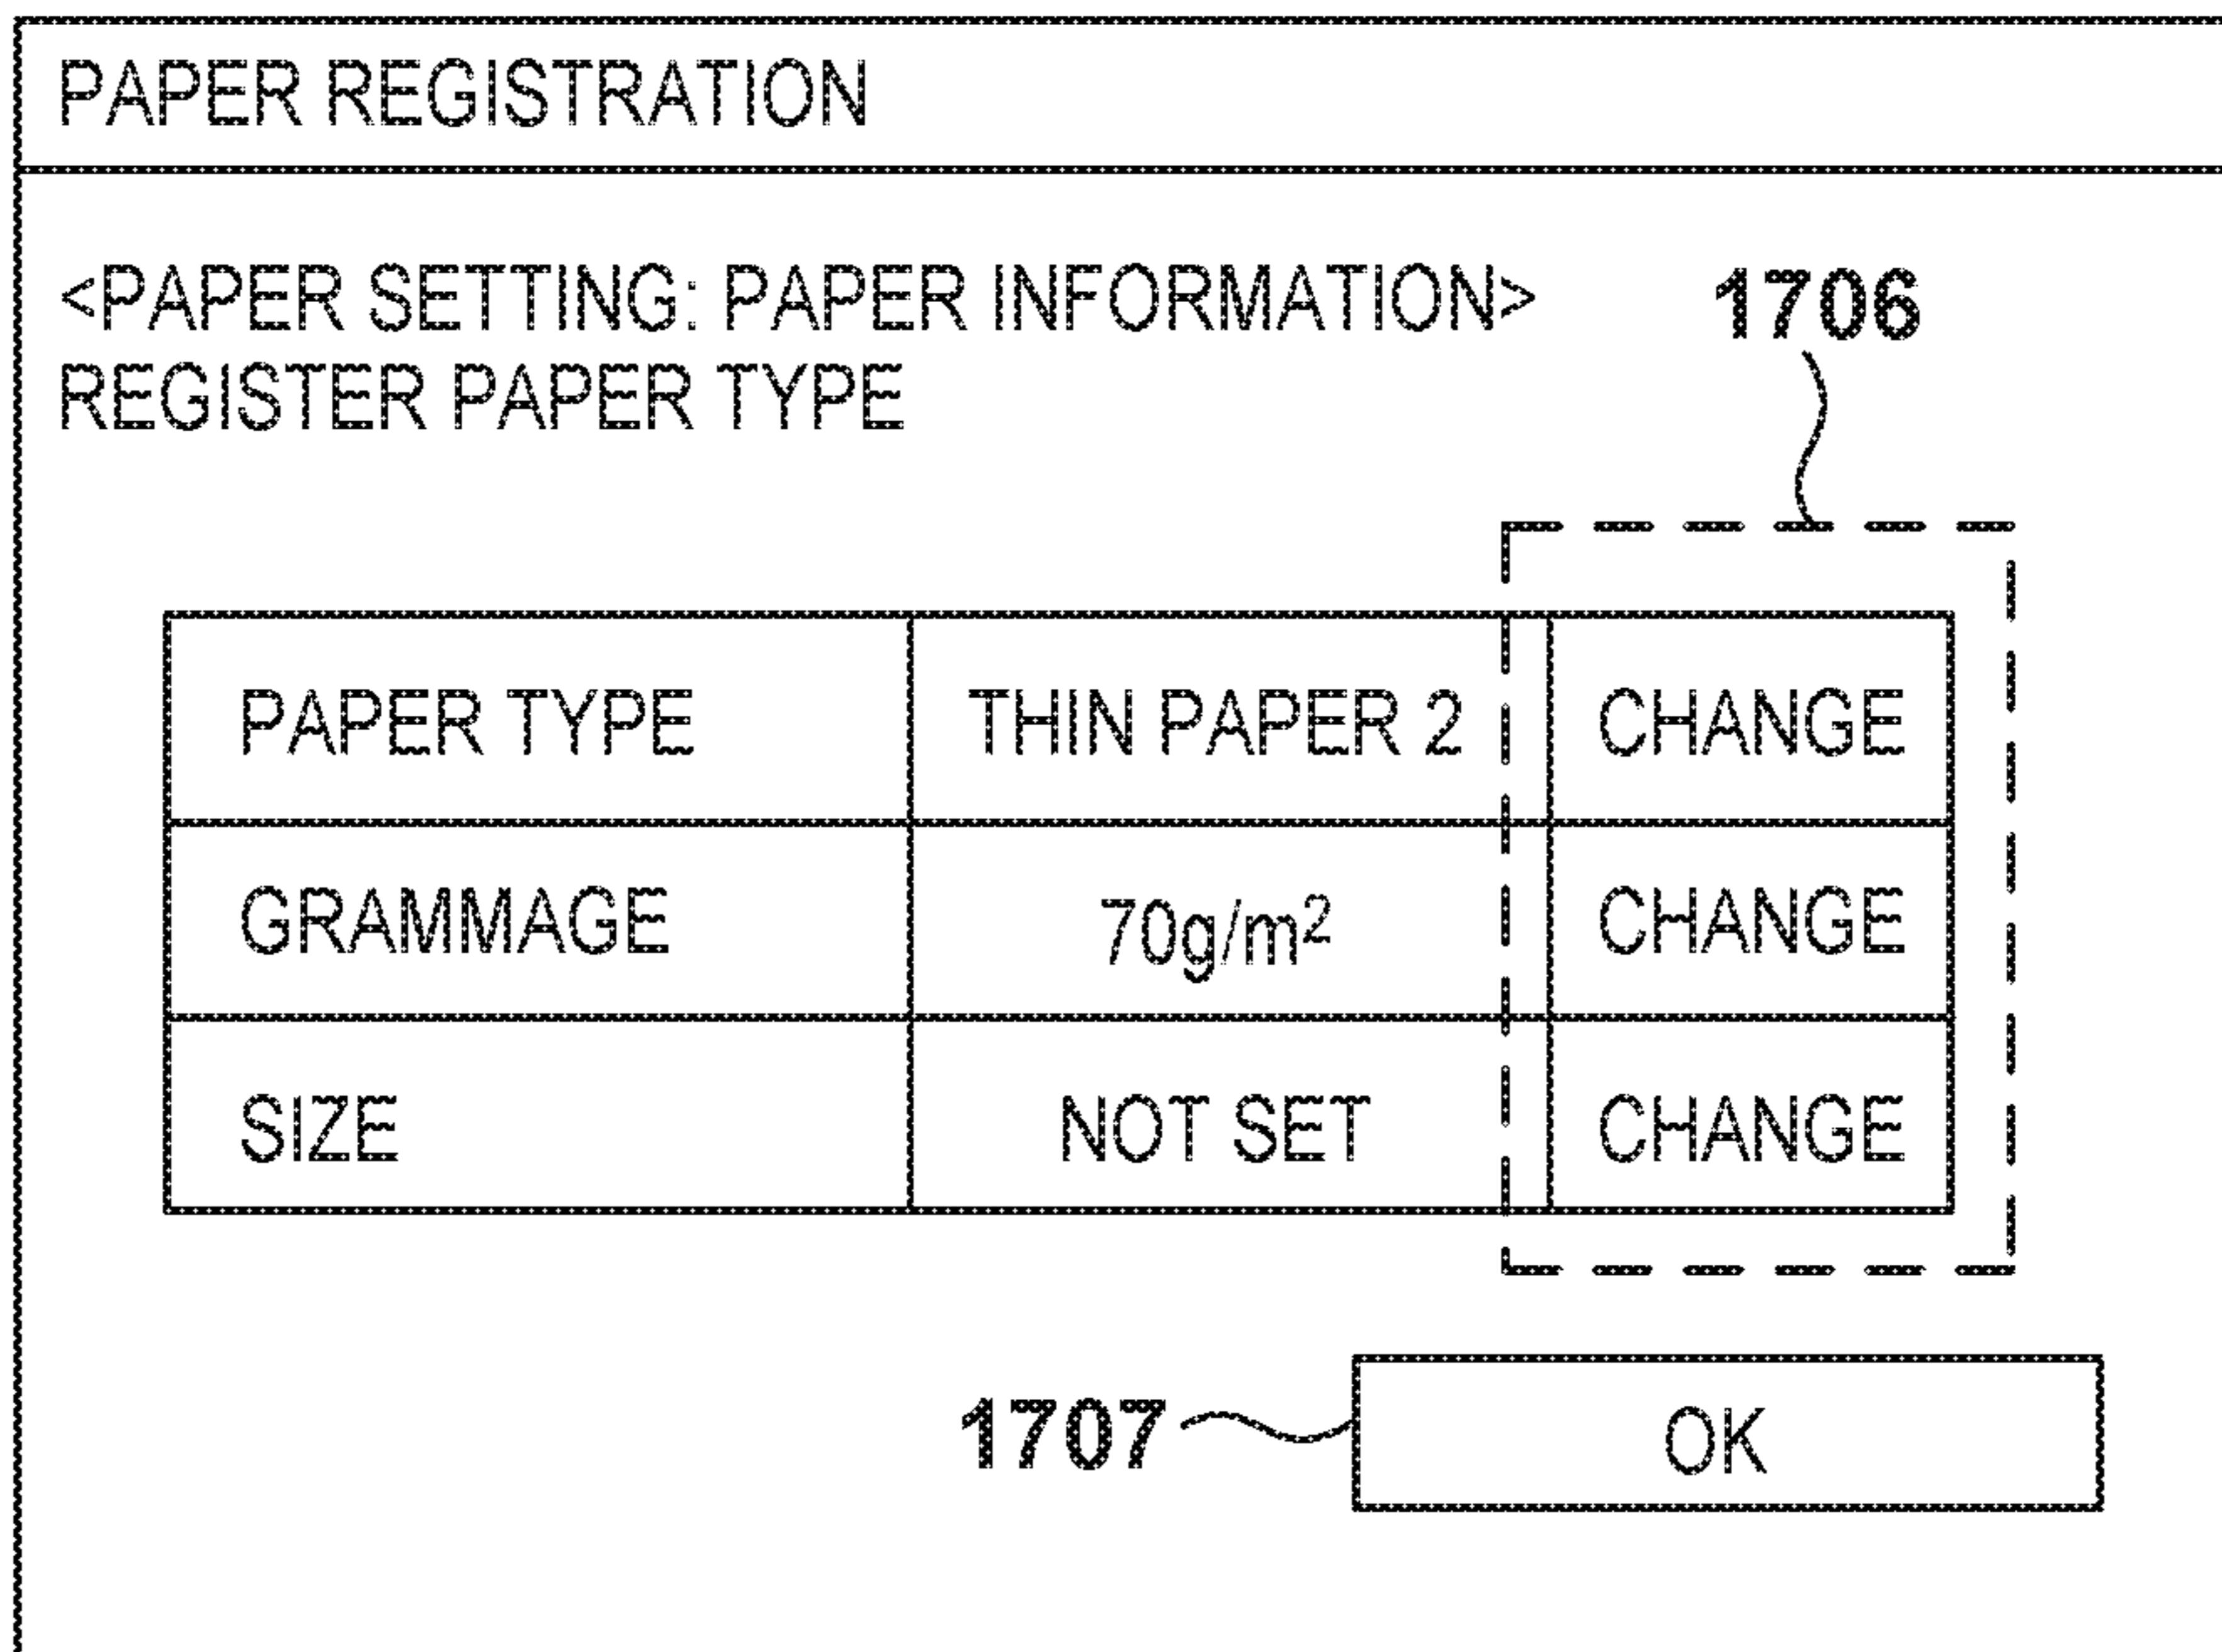 PAPER REGISTRATION
<PAPER SETTING: PAPER INFORMATION> 1706
REGISTER PAPER TYPE
PAPER TYPE THIN PAPER 2 CHANGE
GRAMMAGE 70g/m² CHANGE
SIZE NOT SET CHANGE
1707 OK